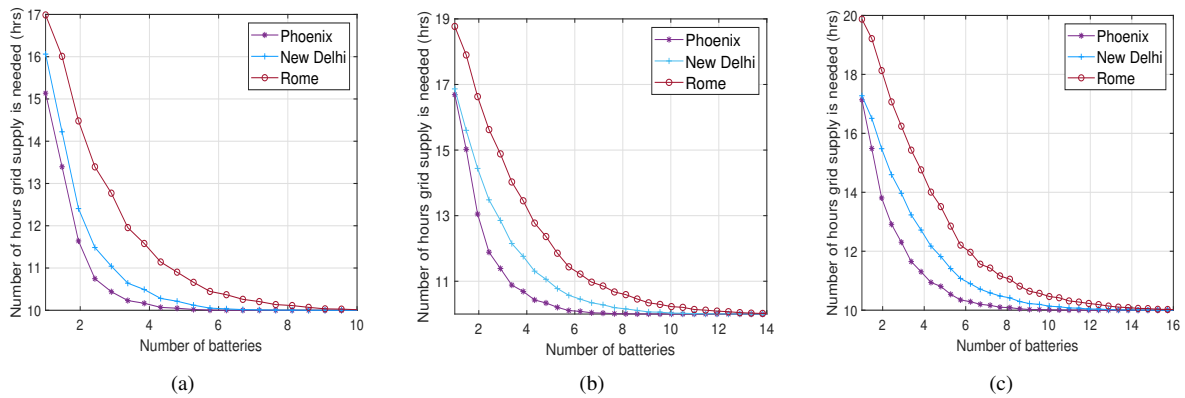 Number of hours grid supply is needed (hrs)
17
16
15
14
13
12
11
10
2
4
6
8
10
Number of batteries
Phoenix
New Delhi
Rome
(a)
Number of hours grid supply is needed (hrs)
19
17
15
13
11
2
4
6
8
10
12
14
Number of batteries
Phoenix
New Delhi
Rome
(b)
Number of hours grid supply is needed (hrs)
20
18
16
14
12
10
2
4
6
8
10
12
14
16
Number of batteries
Phoenix
New Delhi
Rome
(c)